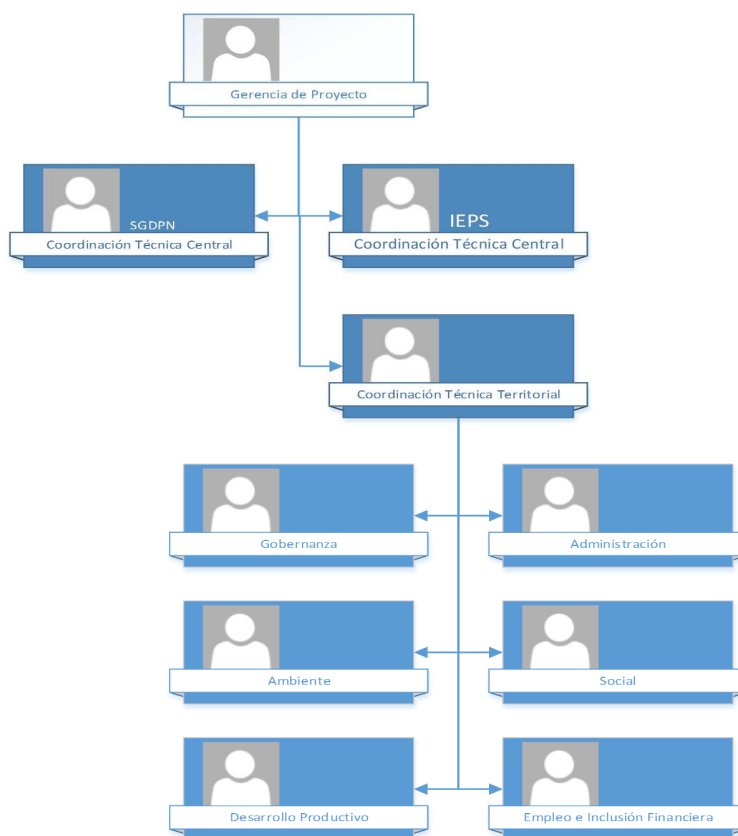 Gerencia de Proyecto
SGDPN
Coordinación Técnica Central
IEPS
Coordinación Técnica Central
Coordinación Técnica Territorial
Gobernanza
Administración
Ambiente
Social
Desarrollo Productivo
Empleo e Inclusión Financiera